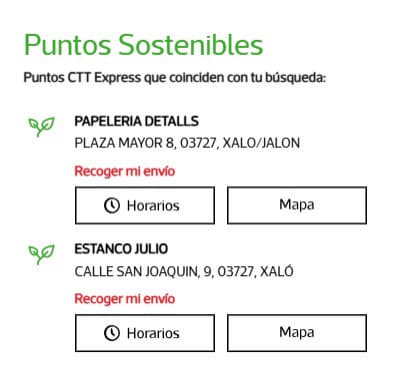 Puntos Sostenibles
Puntos CTT Express que coinciden con tu búsqueda:
PAPELERIA DETALLS
PLAZA MAYOR 8, 03727, XALO/JALON
Recoger mi envío
Horarios
Mapa
ESTANCO JULIO
CALLE SAN JOAQUIN, 9, 03727, XALÓ
Recoger mi envío
Horarios
Mapa